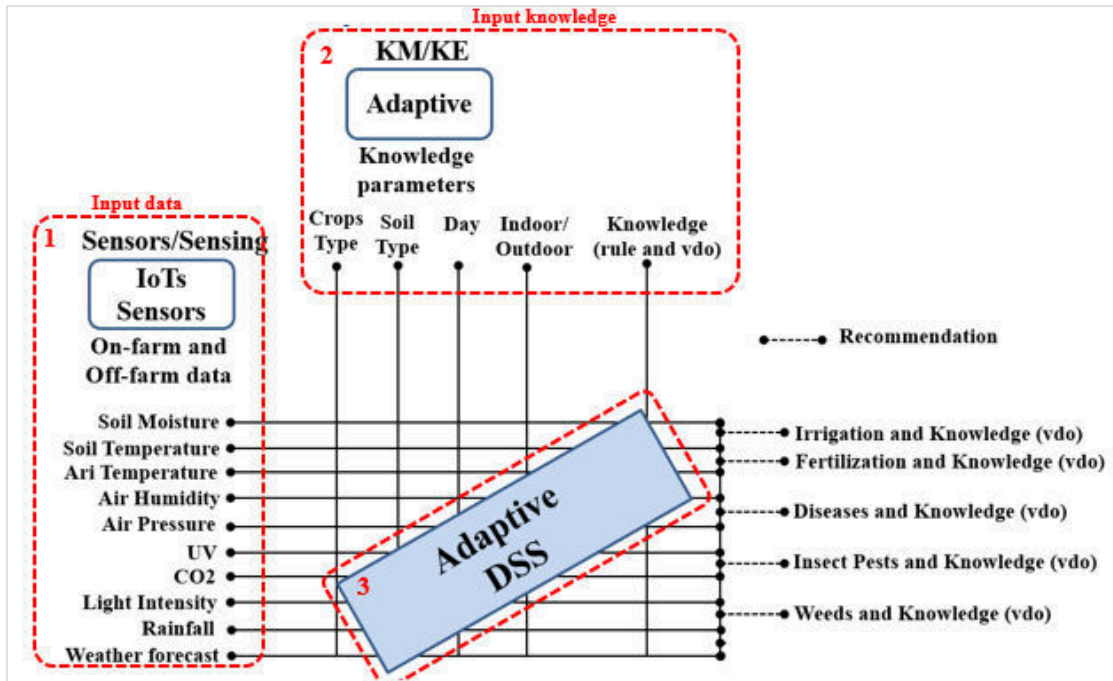 Input knowledge
2
KM/KE
Adaptive
Knowledge
parameters
Crops
Type
Soil
Type
Day
Indoor/
Outdoor
Knowledge
(rule and vdo)
Input data
1
Sensors/Sensing
IoTs
Sensors
On-farm and
Off-farm data
Soil Moisture
Soil Temperature
Ari Temperature
Air Humidity
Air Pressure
UV
CO2
Light Intensity
Rainfall
Weather forecast
3
Adaptive
DSS
Recommendation
Irrigation and Knowledge (vdo)
Fertilization and Knowledge (vdo)
Diseases and Knowledge (vdo)
Insect Pests and Knowledge (vdo)
Weeds and Knowledge (vdo)